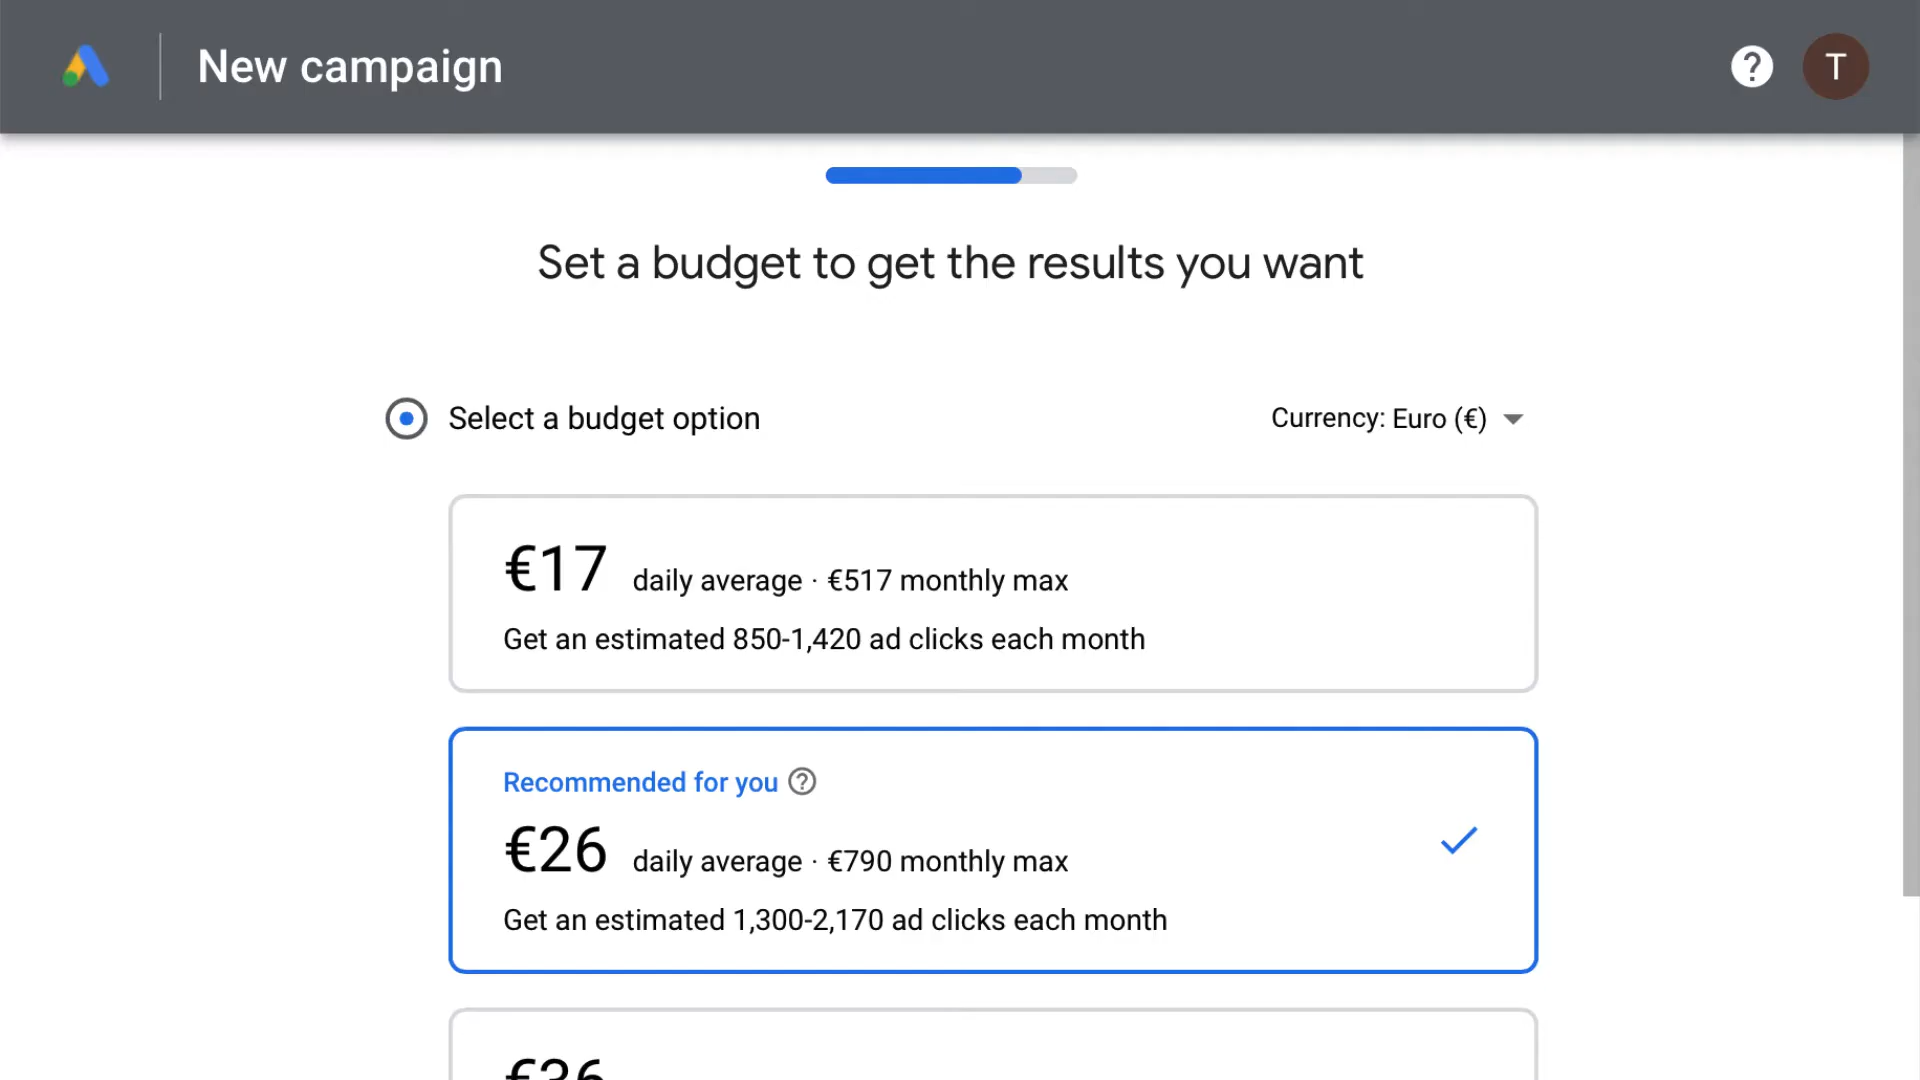 New campaign
?
T
Set a budget to get the results you want
Select a budget option
Currency: Euro (€)
€17 daily average · €517 monthly max
Get an estimated 850-1,420 ad clicks each month
Recommended for you ?
€26 daily average · €790 monthly max
Get an estimated 1,300-2,170 ad clicks each month
€36